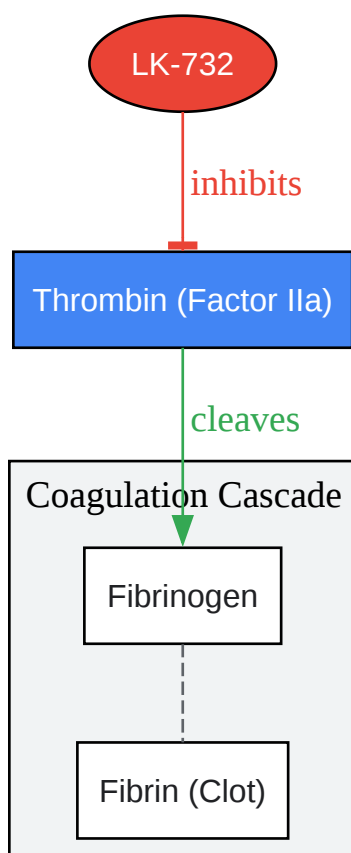 LK-732
inhibits
Thrombin (Factor IIa)
cleaves
Coagulation Cascade
Fibrinogen
Fibrin (Clot)